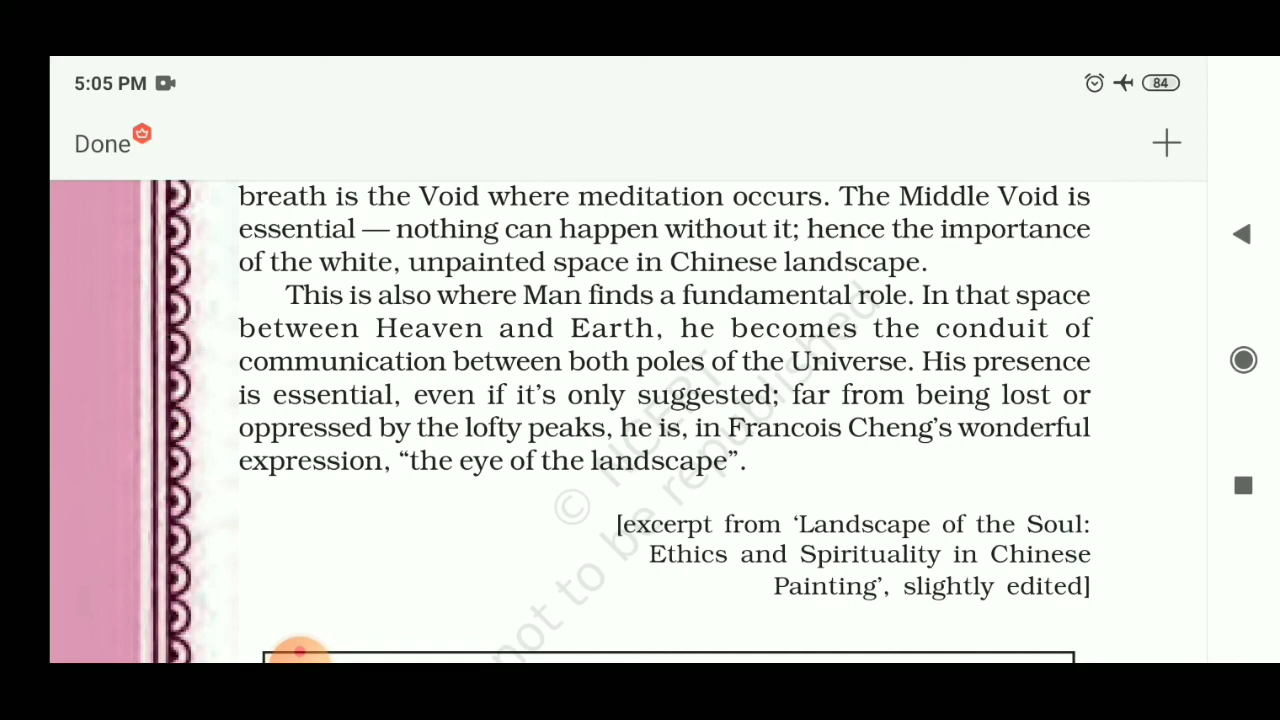 5:05 PM
84
Done
breath is the Void where meditation occurs. The Middle Void is
essential — nothing can happen without it; hence the importance
of the white, unpainted space in Chinese landscape.
This is also where Man finds a fundamental role. In that space
between Heaven and Earth, he becomes the conduit of
communication between both poles of the Universe. His presence
is essential, even if it's only suggested; far from being lost or
oppressed by the lofty peaks, he is, in Francois Cheng's wonderful
expression, “the eye of the landscape”.
[excerpt from ‘Landscape of the Soul:
Ethics and Spirituality in Chinese
Painting’, slightly edited]
© NCERT
not to be republished